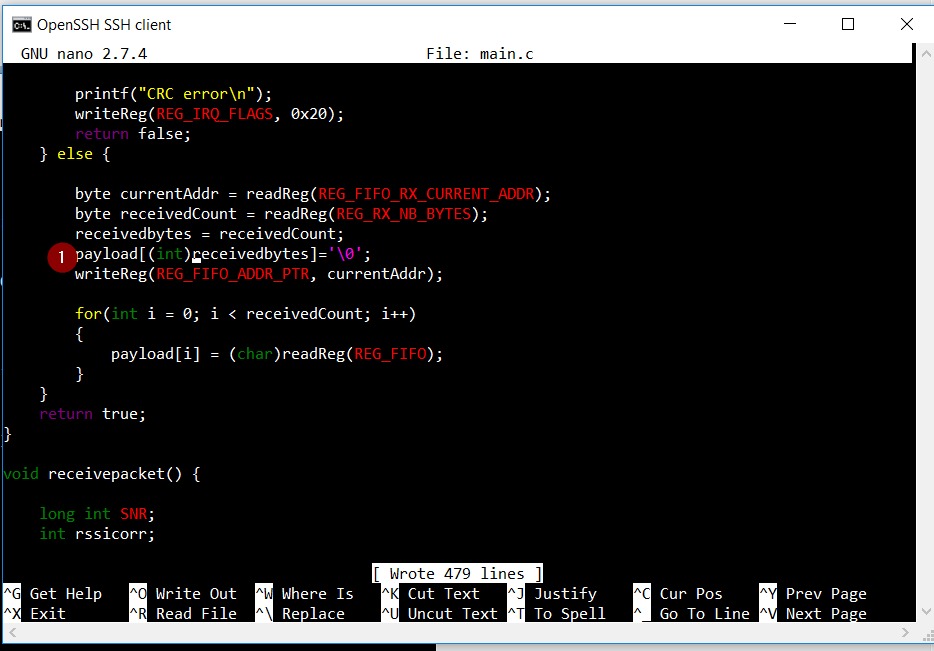 OpenSSH SSH client
GNU nano 2.7.4 File: main.c
printf("CRC error\n");
writeReg(REG_IRQ_FLAGS, 0x20);
return false;
} else {
byte currentAddr = readReg(REG_FIFO_RX_CURRENT_ADDR);
byte receivedCount = readReg(REG_RX_NB_BYTES);
receivedbytes = receivedCount;
1 payload[(int)receivedbytes]='\0';
writeReg(REG_FIFO_ADDR_PTR, currentAddr);
for(int i = 0; i < receivedCount; i++)
{
payload[i] = (char)readReg(REG_FIFO);
}
}
return true;
}
void receivepacket() {
long int SNR;
int rssicorr;
[ Wrote 479 lines ]
^G Get Help ^O Write Out ^W Where Is ^K Cut Text ^J Justify ^C Cur Pos ^Y Prev Page
^X Exit ^R Read File ^\ Replace ^U Uncut Text ^T To Spell ^_ Go To Line ^V Next Page